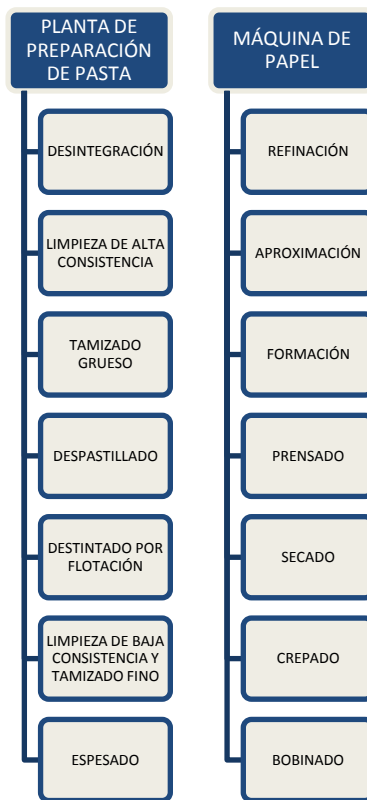 PLANTA DE
PREPARACIÓN
DE PASTA
DESINTEGRACIÓN
LIMPIEZA DE ALTA
CONSISTENCIA
TAMIZADO
GRUESO
DESPASTILLADO
DESTINTADO POR
FLOTACIÓN
LIMPIEZA DE BAJA
CONSISTENCIA Y
TAMIZADO FINO
ESPESADO
MÁQUINA DE
PAPEL
REFINACIÓN
APROXIMACIÓN
FORMACIÓN
PRENSADO
SECADO
CREPADO
BOBINADO